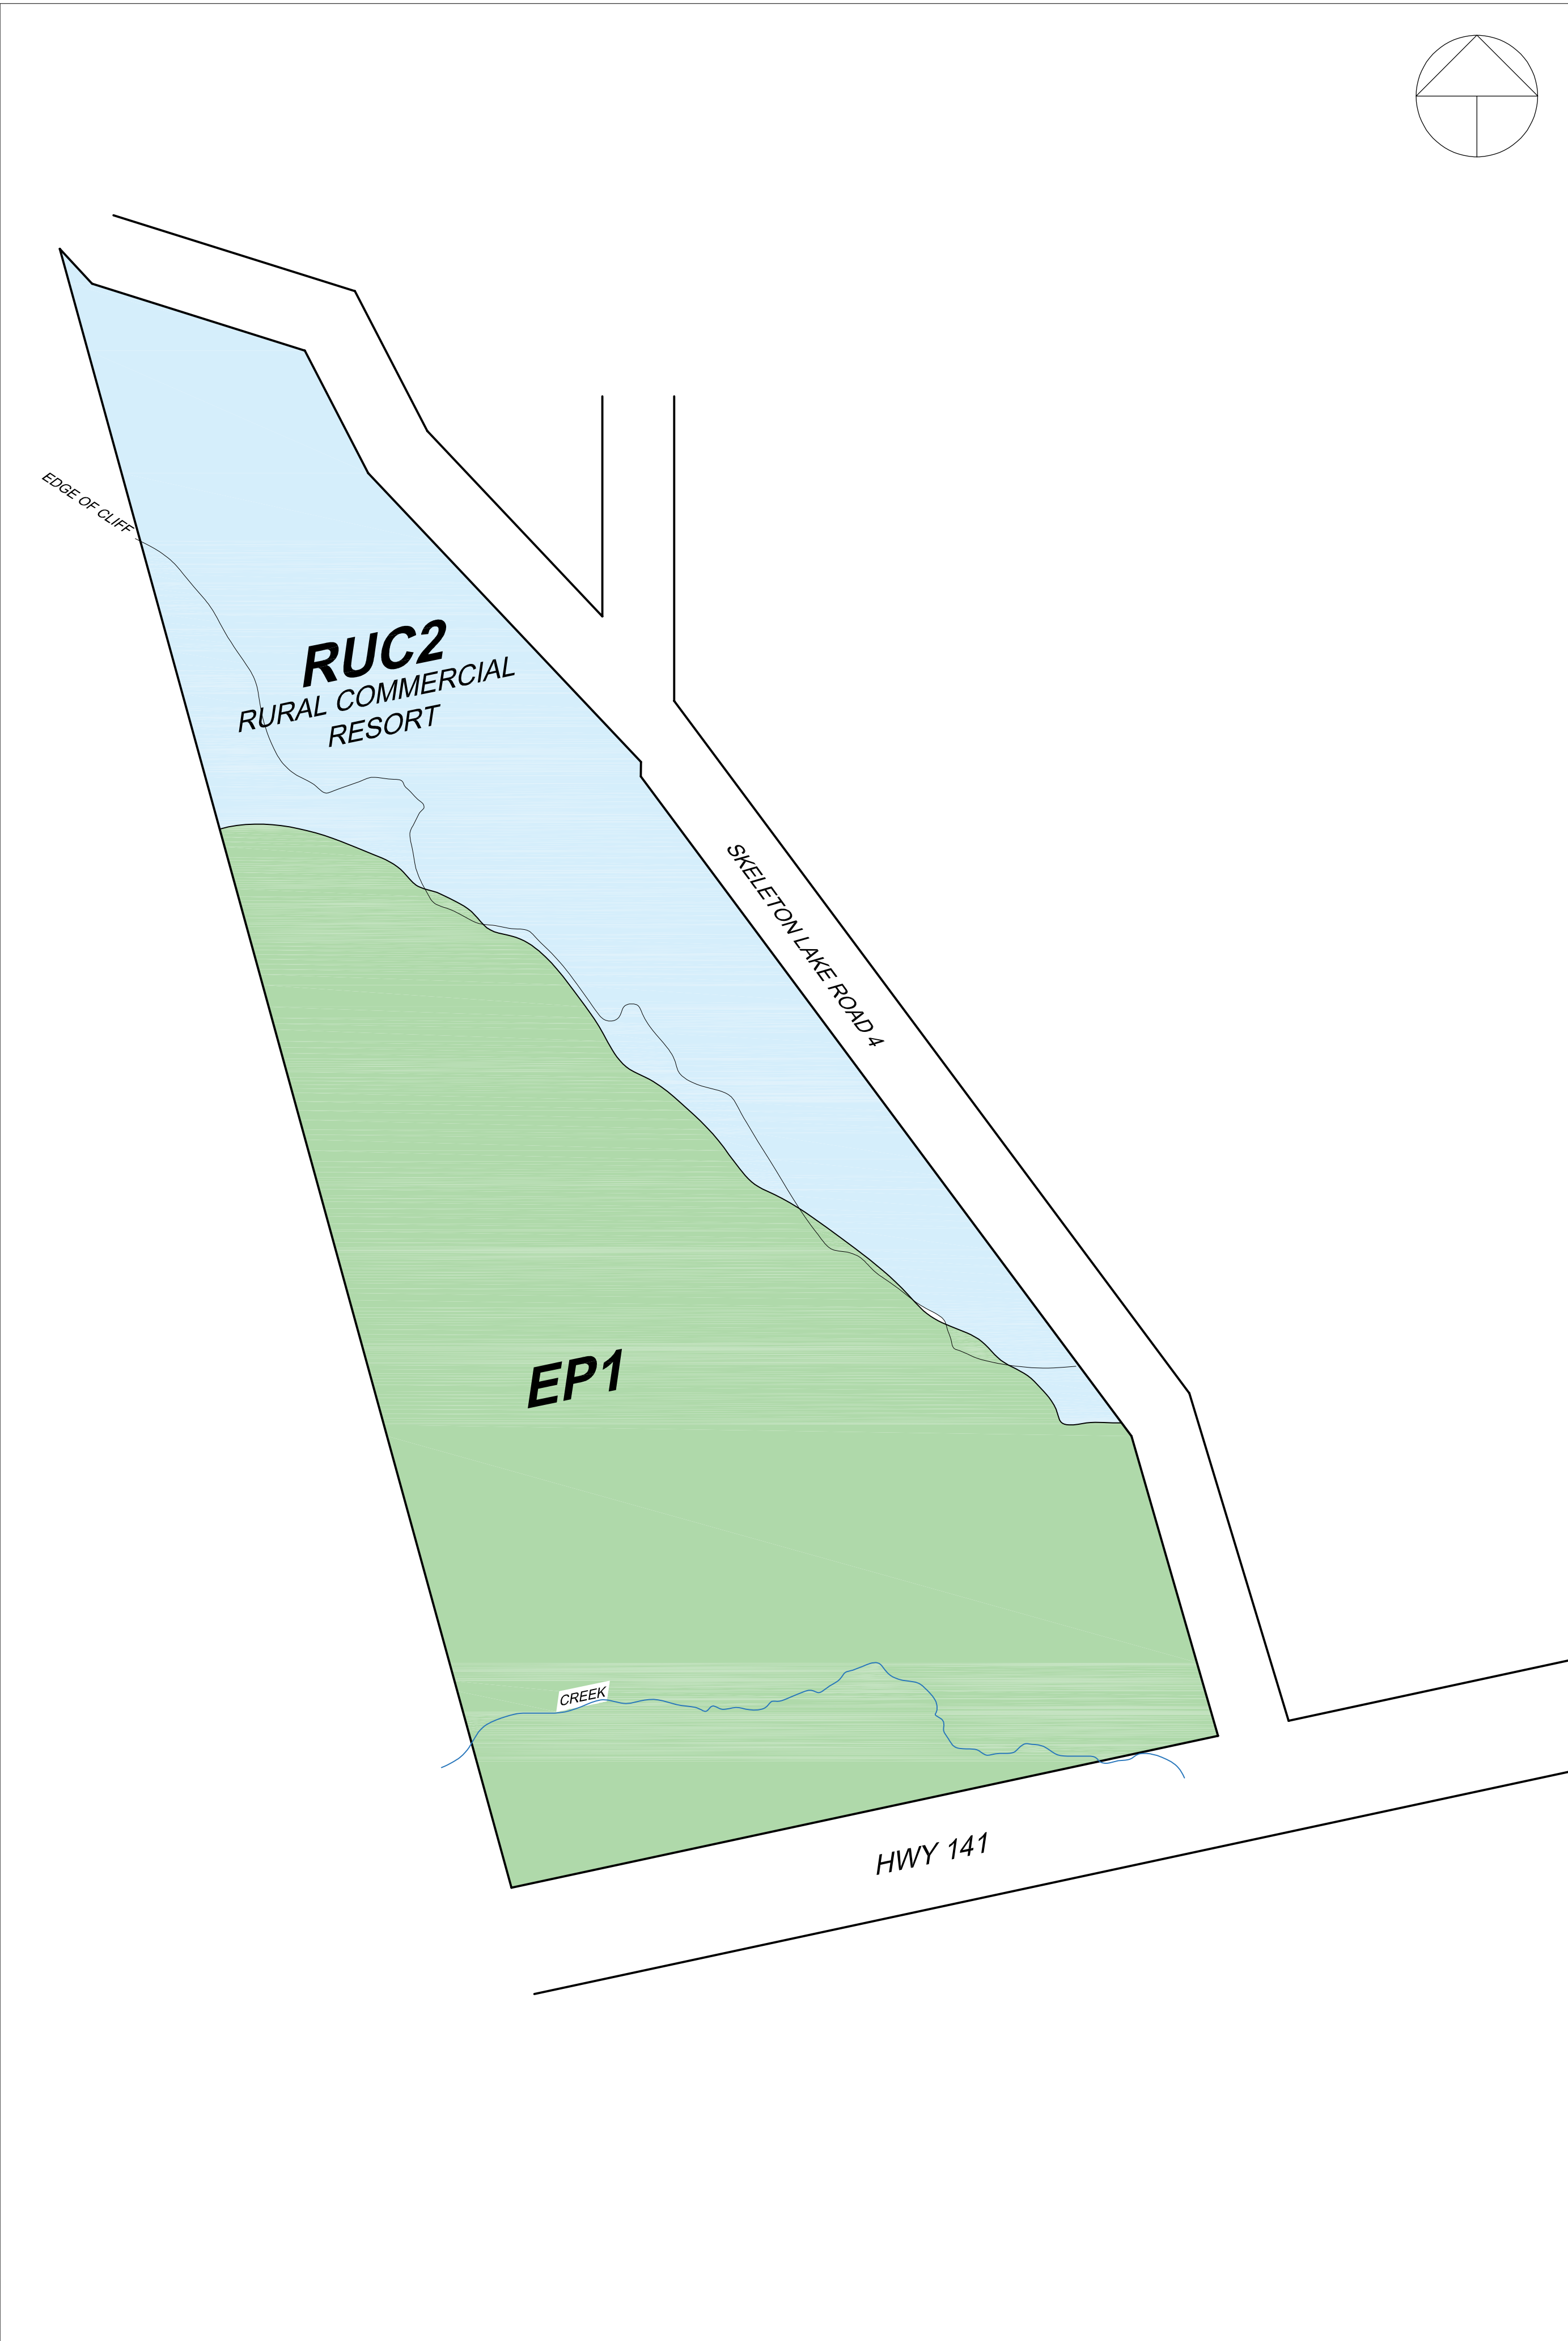 EDGE OF CLIFF
RUC2
RURAL COMMERCIAL
RESORT
SKELETON LAKE ROAD 4
EP1
CREEK
HWY 141